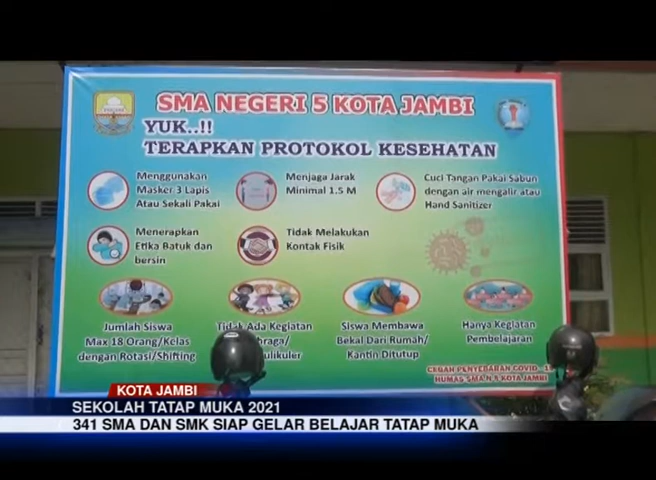 SMA NEGERI 5 KOTA JAMBI
YUK..!!
TERAPKAN PROTOKOL KESEHATAN
Menggunakan
Masker 3 Lapis
Atau Sekali Pakai
Menjaga Jarak
Minimal 1.5 M
Cuci Tangan Pakai Sabun
dengan air mengalir atau
Hand Sanitizer
Menerapkan
Etika Batuk dan
bersin
Tidak Melakukan
Kontak Fisik
Jumlah Siswa
Max 18 Orang/Kelas
dengan Rotasi/Shifting
Tidak Ada Kegiatan
Siswa Membawa
Bekal Dari Rumah/
Kantin Ditutup
Hanya Kegiatan
Pembelajaran
CEGAH PENYEBARAN COVID
HUMAS SMA N 5 KOTA JAMBI
KOTA JAMBI
SEKOLAH TATAP MUKA 2021
341 SMA DAN SMK SIAP GELAR BELAJAR TATAP MUKA